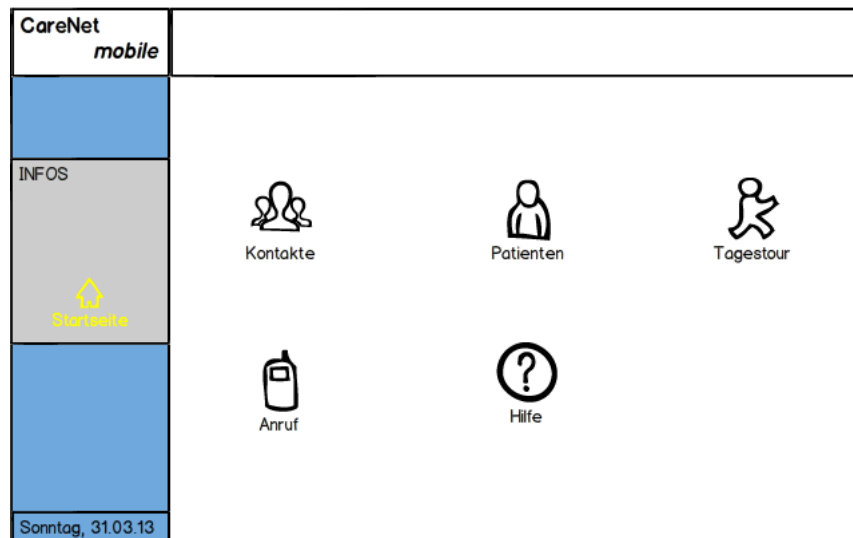 CareNet
mobile
INFOS
Startseite
Kontakte
Patienten
Tagestour
Anruf
Hilfe
Sonntag, 31.03.13